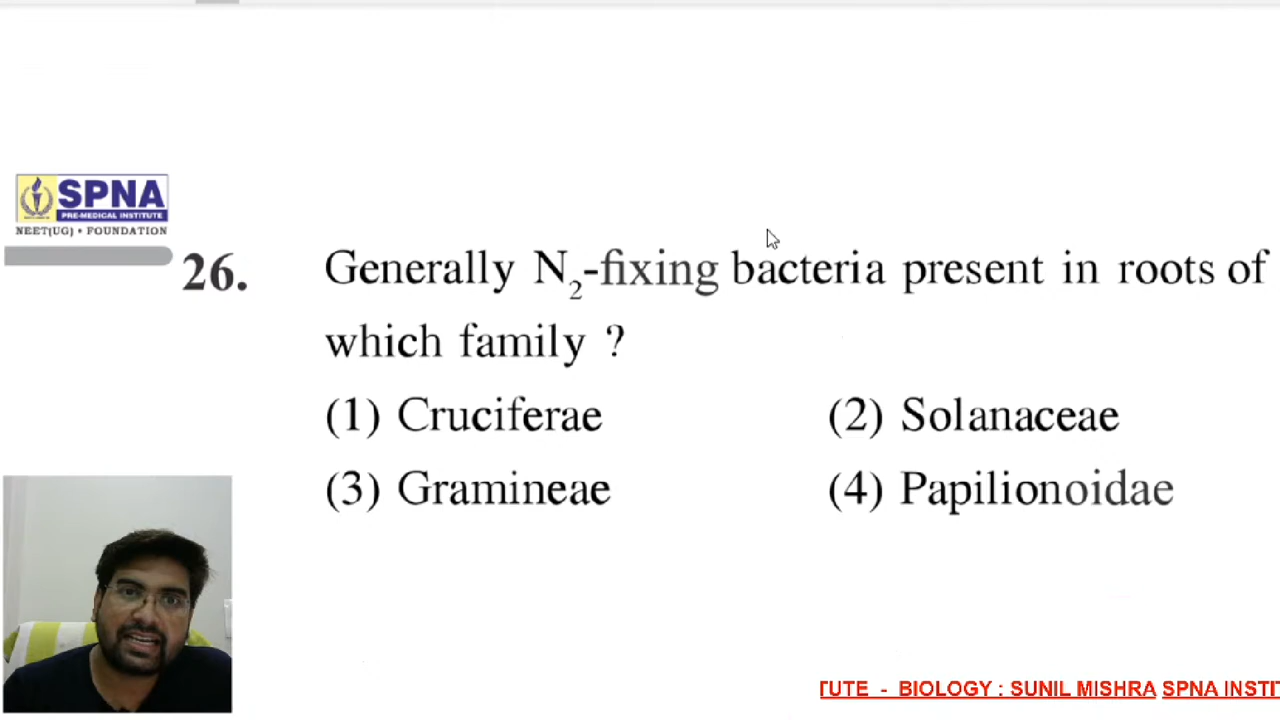 SPNA
PRE-MEDICAL INSTITUTE
NEET(UG) • FOUNDATION
26. Generally N₂-fixing bacteria present in roots of
which family ?
(1) Cruciferae (2) Solanaceae
(3) Gramineae (4) Papilionoidae
TUTE - BIOLOGY : SUNIL MISHRA SPNA INSTIT